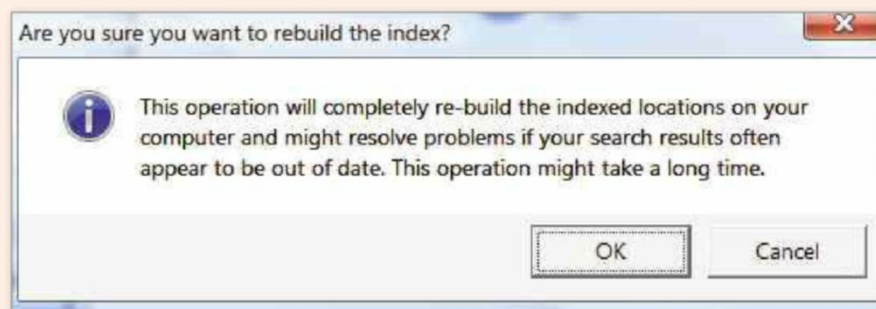 Are you sure you want to rebuild the index?
This operation will completely re-build the indexed locations on your
computer and might resolve problems if your search results often
appear to be out of date. This operation might take a long time.
OK
Cancel